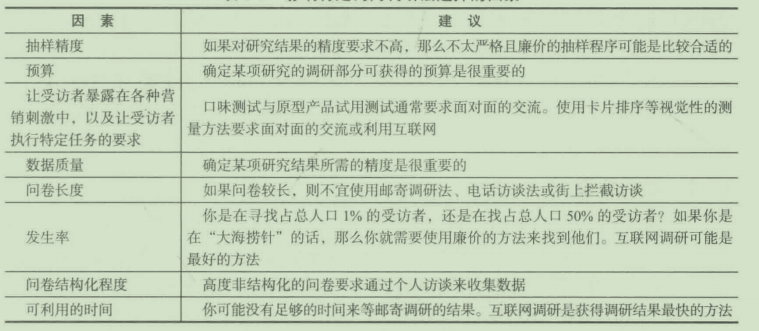 因 素 建 议
抽样精度 如果对研究结果的精度要求不高，那么不太严格且廉价的抽样程序可能是比较合适的
预算 确定某项研究的调研部分可获得的预算是很重要的
让受访者暴露在各种营
销刺激中，以及让受访者
执行特定任务的要求
口味测试与原型产品试用测试通常要求面对面的交流。使用卡片排序等视觉性的测
量方法要求面对面的交流或利用互联网
数据质量 确定某项研究结果所需的精度是很重要的
问卷长度 如果问卷较长，则不宜使用邮寄调研法、电话访谈法或街上拦截访谈
发生率
你是在寻找占总人口1%的受访者，还是在找占总人口50%的受访者？如果你是
在“大海捞针”的话，那么你就需要使用廉价的方法来找到他们。互联网调研可能是
最好的方法
问卷结构化程度 高度非结构化的问卷要求通过个人访谈来收集数据
可利用的时间 你可能没有足够的时间来等邮寄调研的结果。互联网调研是获得调研结果最快的方法